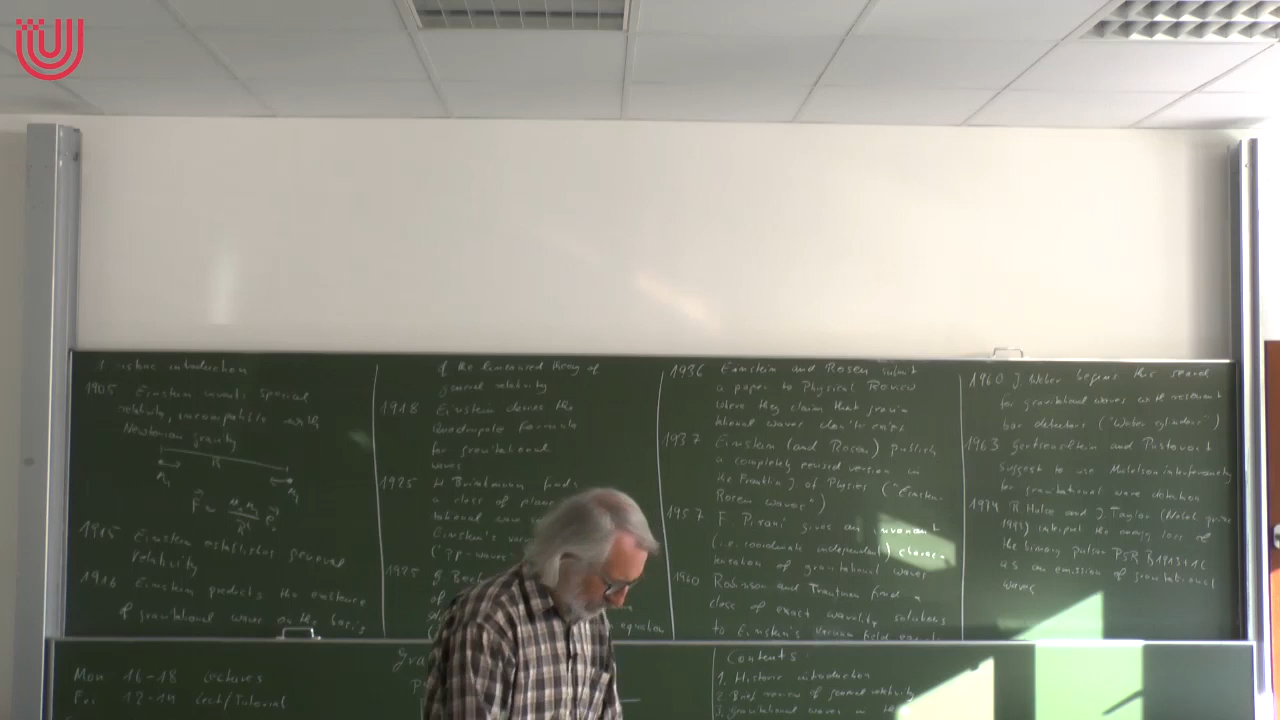 Historic introduction
1905 Einstein invents special
relativity, incompatible with
Newtonian gravity
R
1915 Einstein establishes general
relativity
1916 Einstein predicts the existence
of gravitational waves on the basis
of the linearised theory of
general relativity
1918 Einstein derives the
Quadrupole formula
for gravitational
waves
1925 H. Brinkmann finds
a class of plane
Einstein's
1925 G. Beck
of
equation
1936 Einstein and Rosen submit
a paper to Physical Review
where they claim that gravi-
tational waves don't exist
1937 Einstein (and Rosen) publish
a completely revised version in
the Franklin J. of Physics ("Einstein-
Rosen waves")
1957 F. Pirani gives an invariant
(i.e. coordinate independent) charac-
terisation of gravitational waves
1960 Robinson and Trautman find a
class of exact wavelike solutions
to Einstein's vacuum field
1960 J. Weber begins his search
for gravitational waves with resonant
bar detectors ("Weber cylinders")
1963 Gertsenshtein and Pustovoit
suggest to use Michelson interferometry
for gravitational wave detection
1974 R. Hulse and J. Taylor (Nobel prize
1993) interpret the energy loss of
the binary pulsar PSR B1913+16
as an emission of gravitational
waves
Mon 16-18 Lectures
Fri 12-14 Lect/Tutorial
Gra
Contents:
1. Historic introduction
2. Brief review of general relativity
3. Gravitational waves in